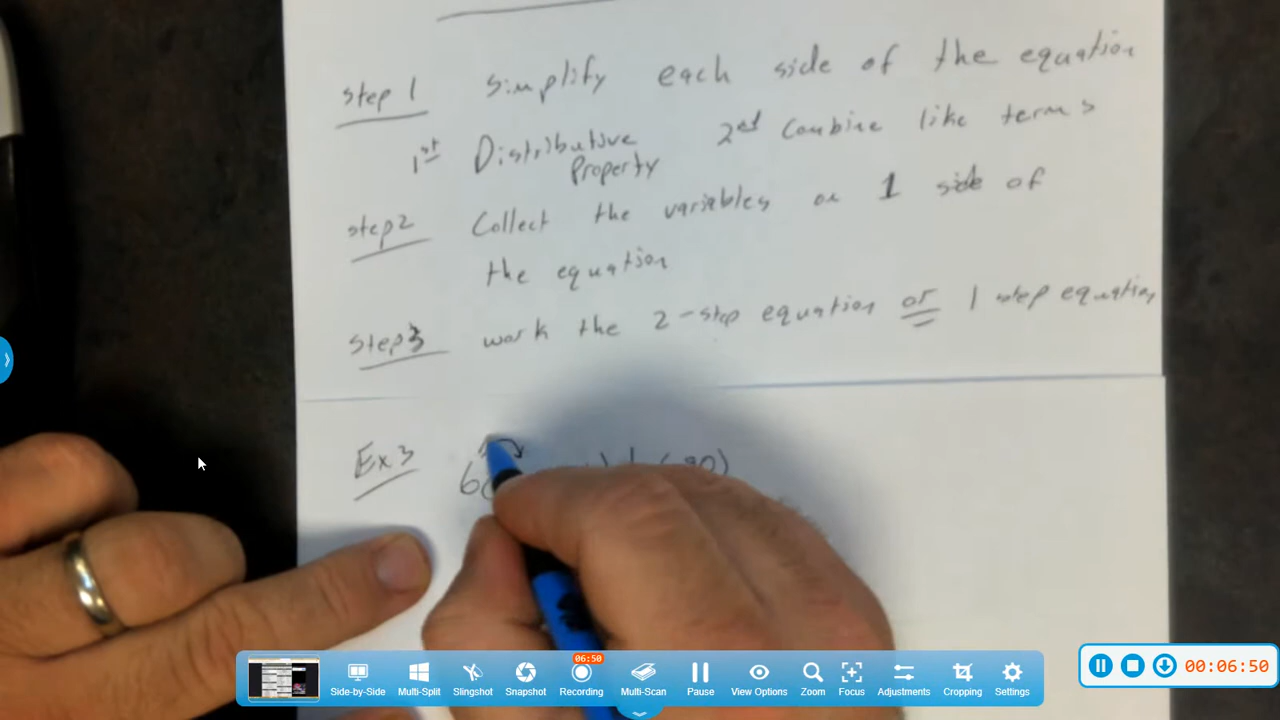 step 1 simplify each side of the equation
1st Distributive Property 2nd Combine like terms
step 2 Collect the variables on 1 side of
the equation
step 3 work the 2-step equation or 1 step equation
Ex 3 6(
06:50
Side-by-Side Multi-Split Slingshot Snapshot Recording Multi-Scan Pause View Options Zoom Focus Adjustments Cropping Settings
00:06:50